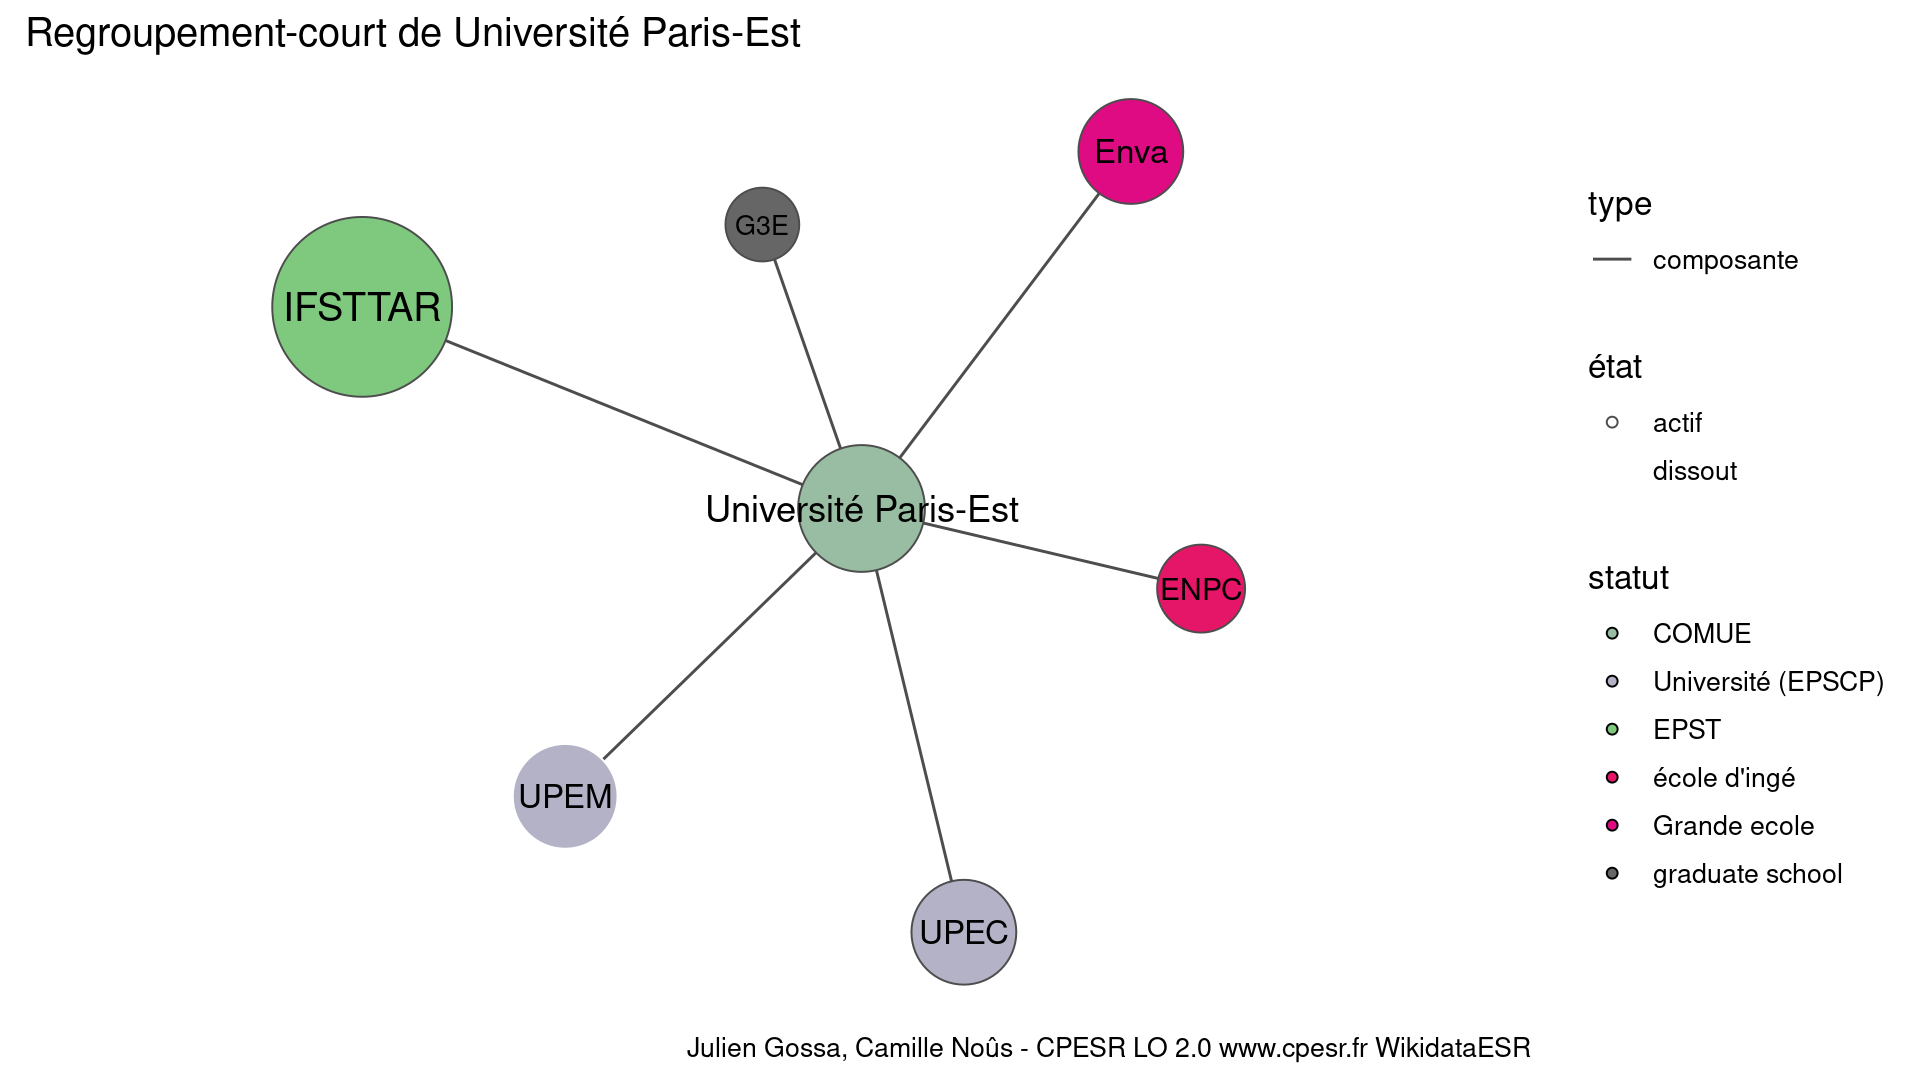 Regroupement-court de Université Paris-Est
Enva
G3E
IFSTTAR
Université Paris-Est
ENPC
UPEM
UPEC
type
composante
état
actif
dissout
statut
COMUE
Université (EPSCP)
EPST
école d'ingé
Grande ecole
graduate school
Julien Gossa, Camille Noûs - CPESR LO 2.0 www.cpesr.fr WikidataESR